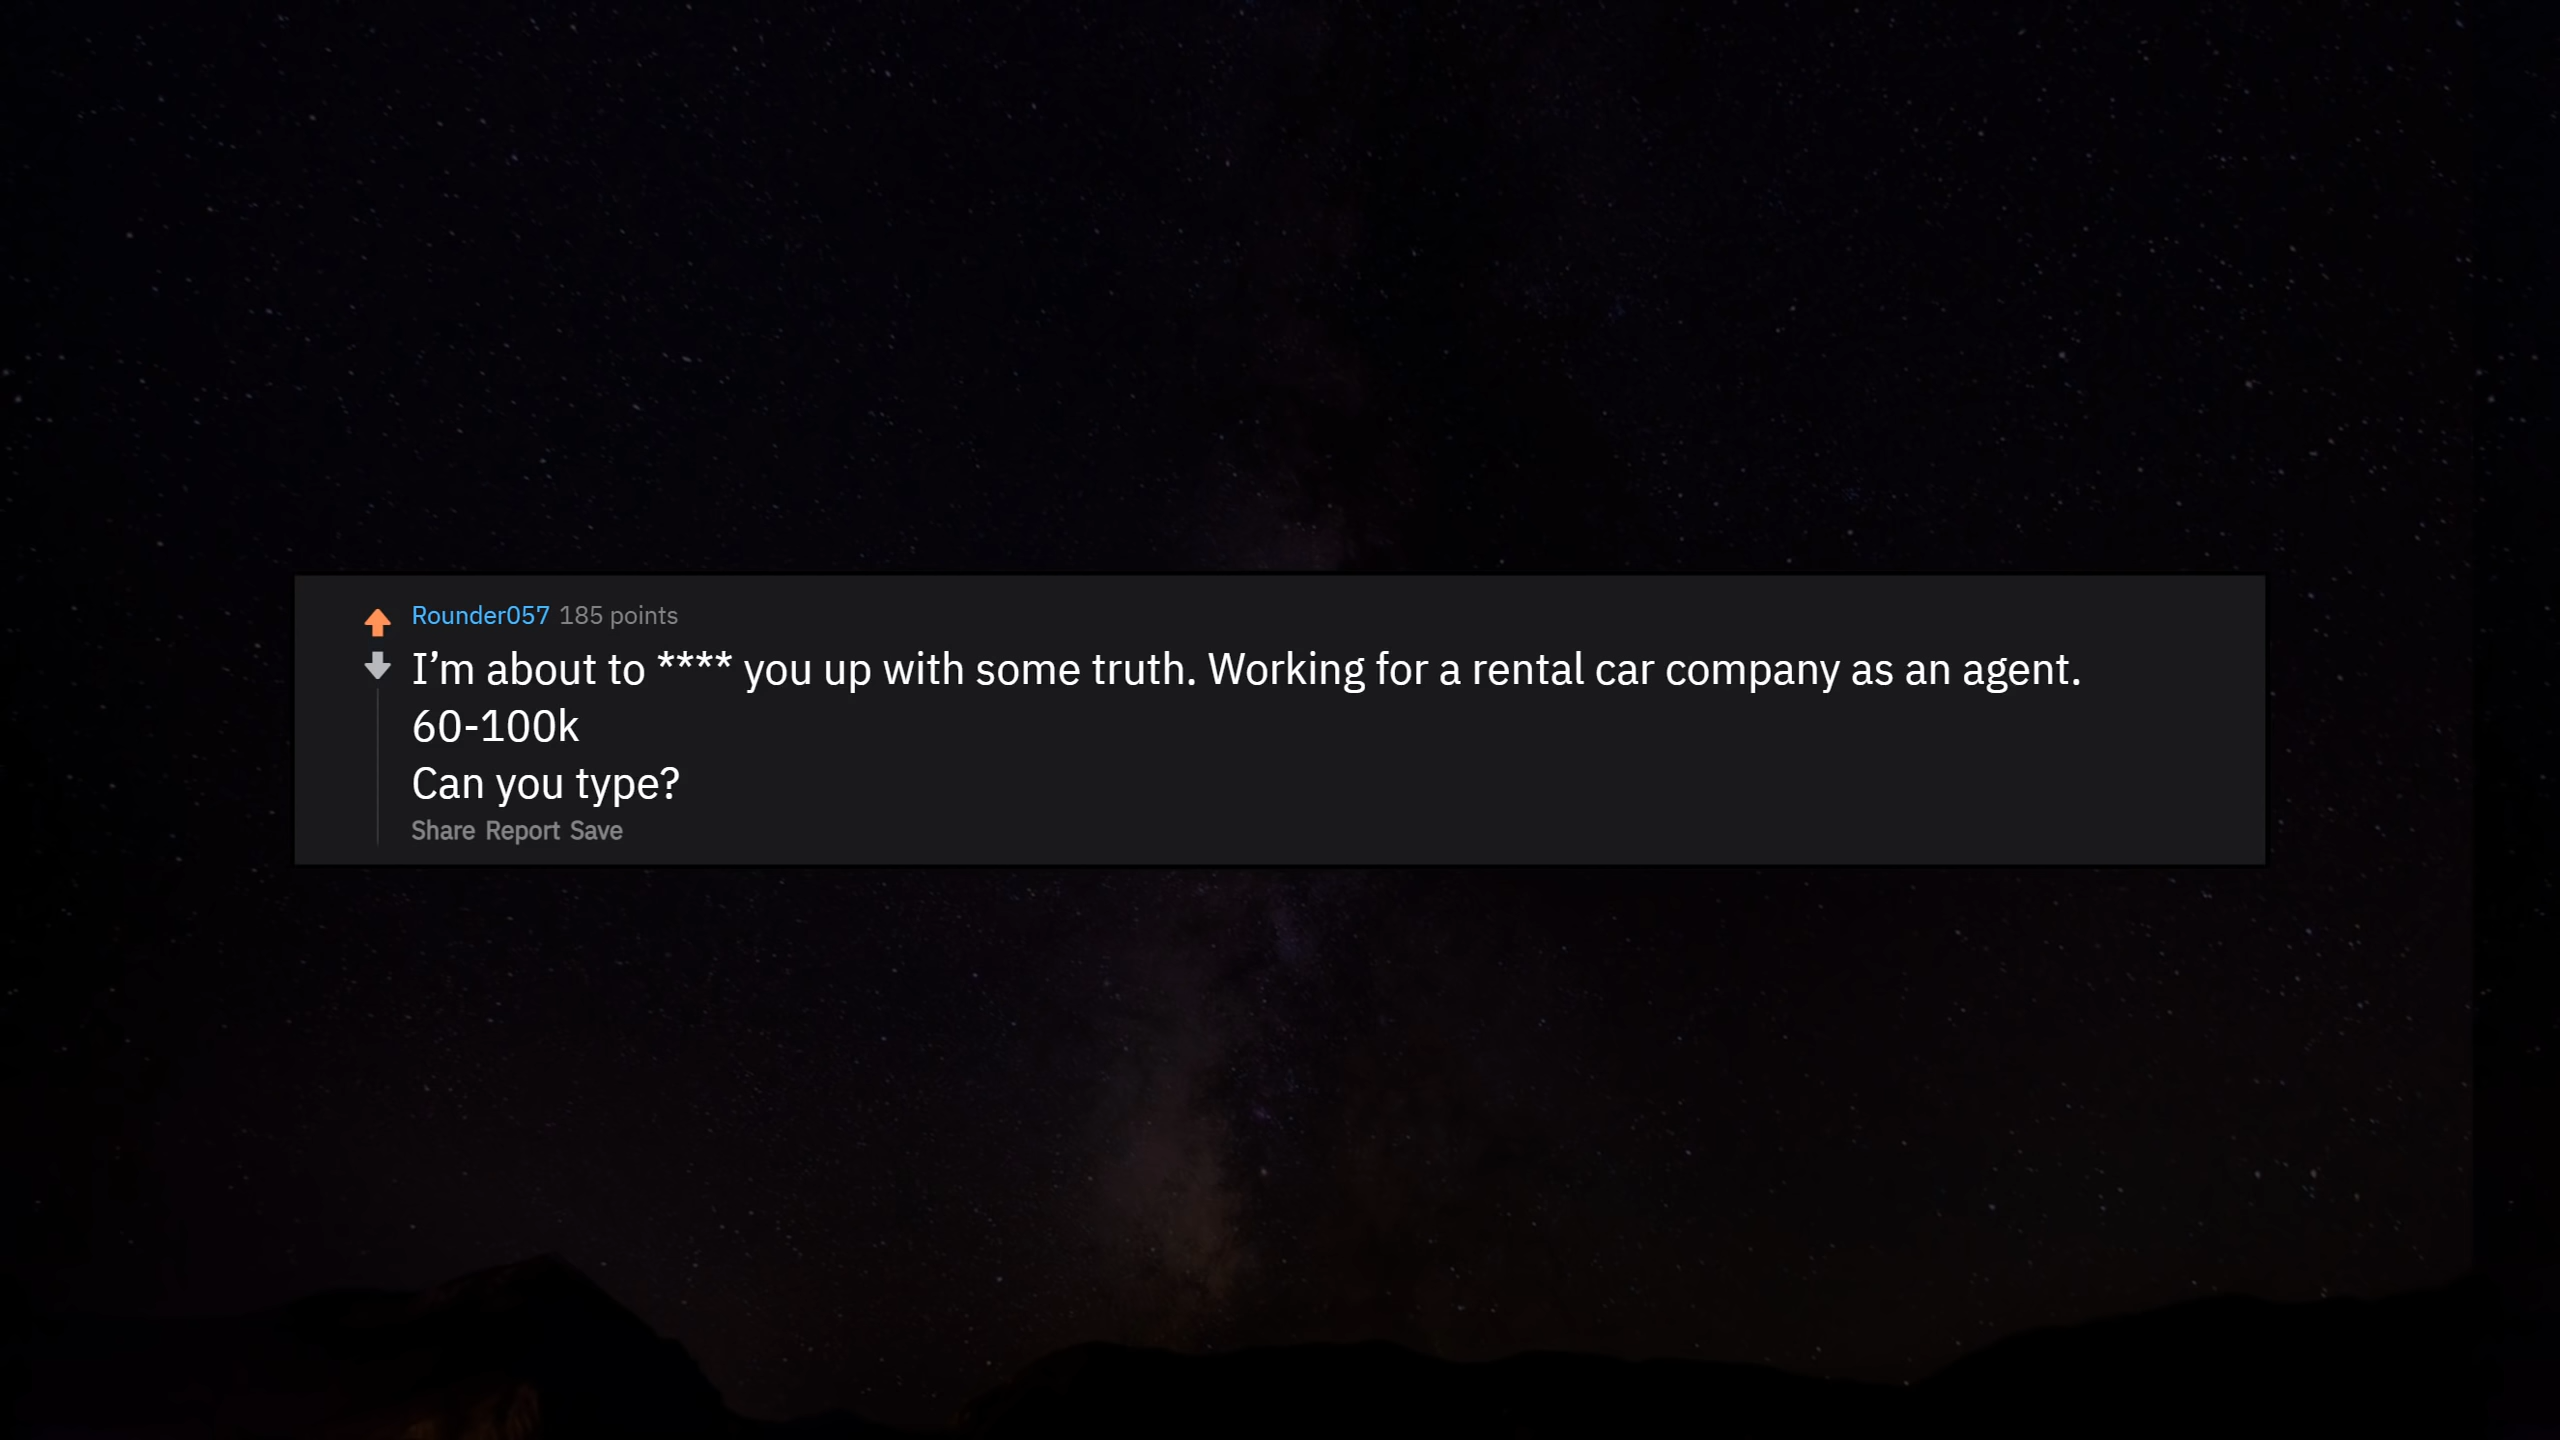 Rounder057 185 points
I’m about to **** you up with some truth. Working for a rental car company as an agent.
60-100k
Can you type?
Share Report Save